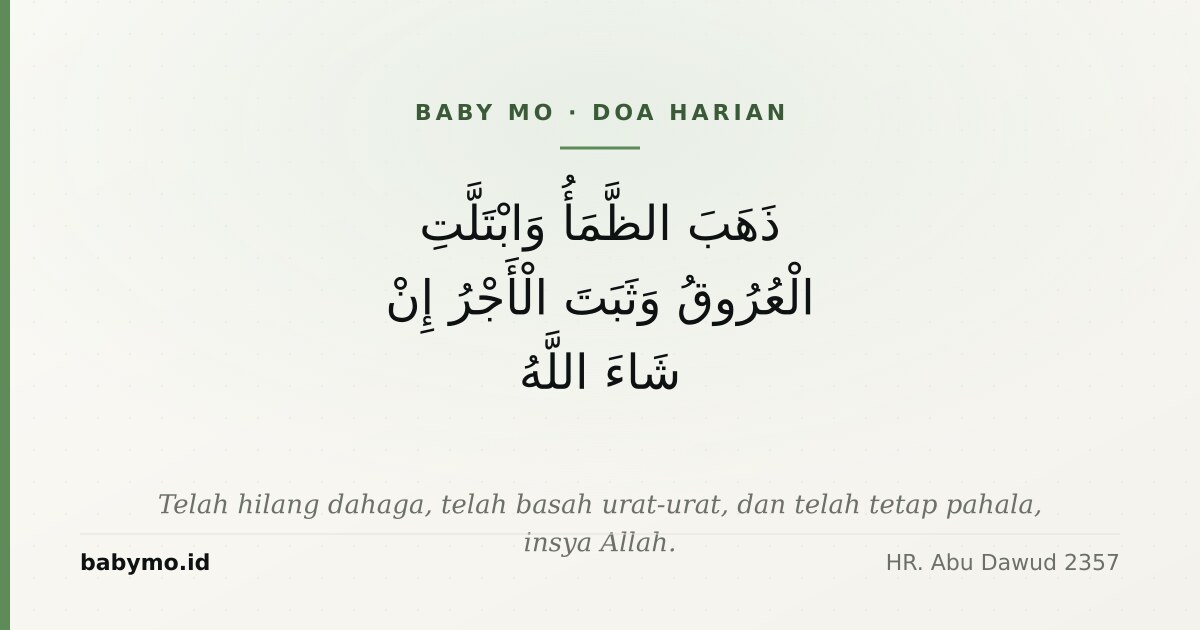 BABY MO · DOA HARIAN
ذَهَبَ الظَّمَأُ وَابْتَلَّتِ
الْعُرُوقُ وَثَبَتَ الْأَجْرُ إِنْ
شَاءَ اللَّهُ
Telah hilang dahaga, telah basah urat-urat, dan telah tetap pahala,
insya Allah.
babymo.id
HR. Abu Dawud 2357